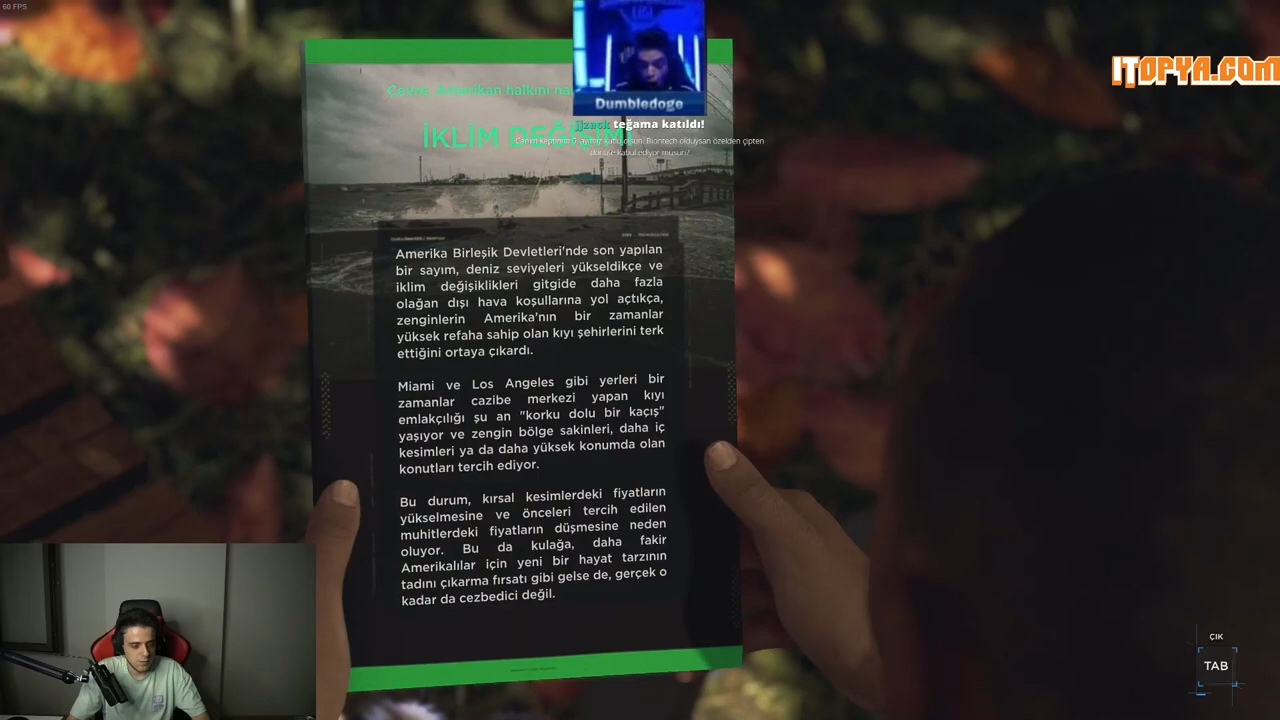 60 FPS
ITOPYA.COM
Çevre, Amerikan halkını
Dumbledoge
jjzack teğama katıldı!
İKLİM DEĞİŞİMİ
Amerika Birleşik Devletleri'nde son yapılan
bir sayım, deniz seviyeleri yükseldikçe ve
iklim değişiklikleri gitgide daha fazla
olağan dışı hava koşullarına yol açtıkça,
zenginlerin Amerika'nın bir zamanlar
yüksek refaha sahip olan kıyı şehirlerini terk
ettiğini ortaya çıkardı.
Miami ve Los Angeles gibi yerleri bir
zamanlar cazibe merkezi yapan kıyı
emlakçılığı şu an "korku dolu bir kaçış"
yaşıyor ve zengin bölge sakinleri, daha iç
kesimleri ya da daha yüksek konumda olan
konutları tercih ediyor.
Bu durum, kırsal kesimlerdeki fiyatların
yükselmesine ve önceleri tercih edilen
muhitlerdeki fiyatların düşmesine neden
oluyor. Bu da kulağa, daha fakir
Amerikalılar için yeni bir hayat tarzının
tadını çıkarma fırsatı gibi gelse de, gerçek o
kadar da cezbedici değil.
ÇIK
TAB